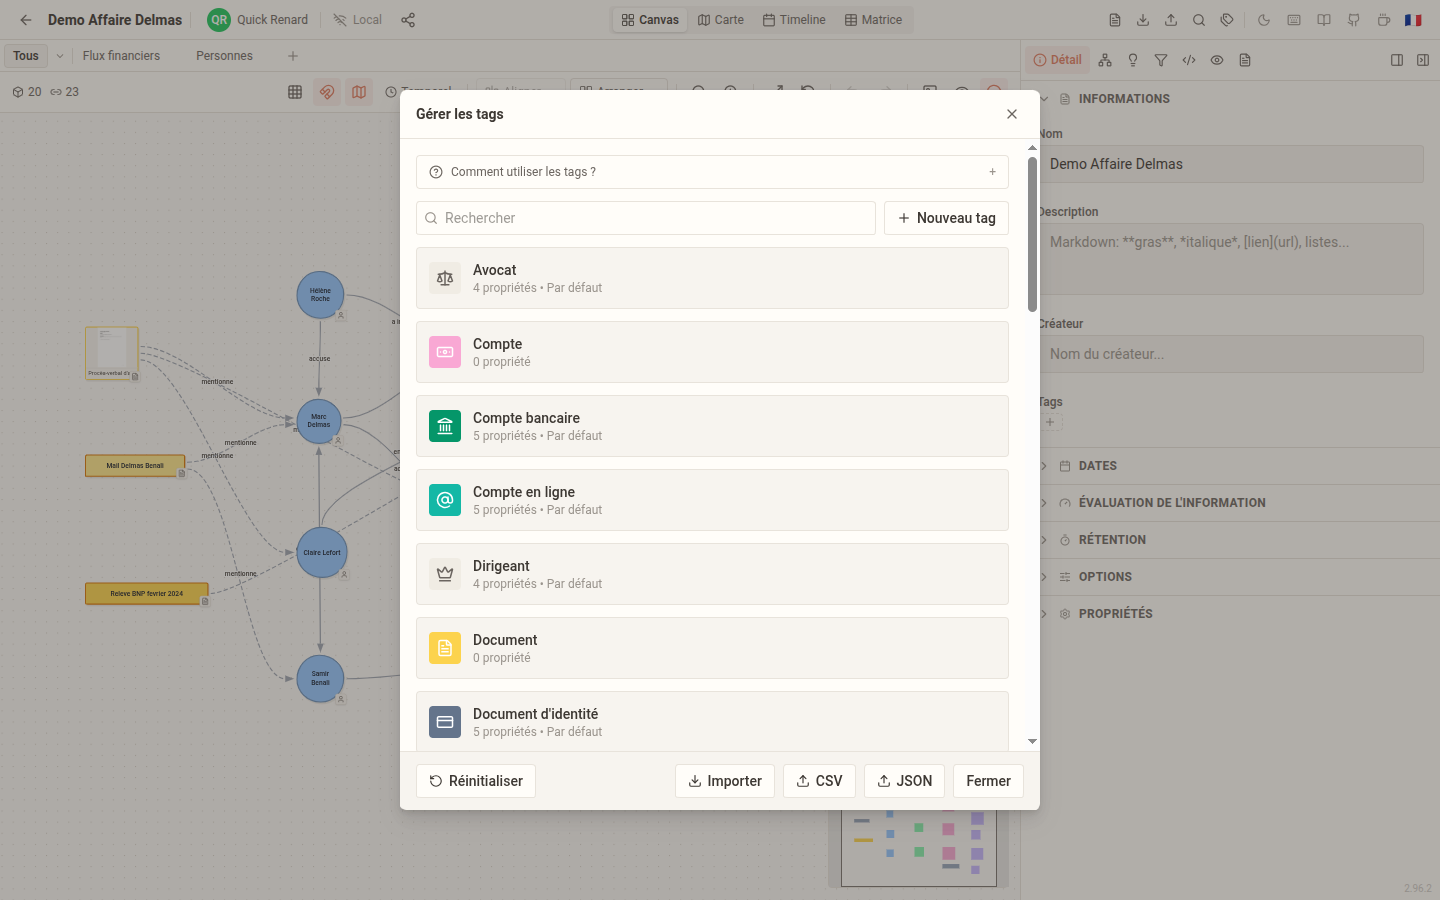 Demo Affaire Delmas
QR Quick Renard
Local
Canvas
Carte
Timeline
Matrice
Tous
Flux financiers
Personnes
20
23
Détail
Gérer les tags
Comment utiliser les tags ?
Rechercher
Nouveau tag
Avocat
4 propriétés • Par défaut
Compte
0 propriété
Compte bancaire
5 propriétés • Par défaut
Compte en ligne
5 propriétés • Par défaut
Dirigeant
4 propriétés • Par défaut
Document
0 propriété
Document d'identité
5 propriétés • Par défaut
Réinitialiser
Importer
CSV
JSON
Fermer
Hélène
Roche
accuse
mentionne
Marc
Delmas
mentionne
mentionne
Mail Delmas Benali
Claire Lefort
mentionne
Releve BNP fevrier 2024
Samir
Benali
INFORMATIONS
Nom
Demo Affaire Delmas
Description
Markdown: **gras**, *italique*, [lien](url), listes...
Créateur
Nom du créateur...
Tags
DATES
ÉVALUATION DE L'INFORMATION
RÉTENTION
OPTIONS
PROPRIÉTÉS
2.96.2